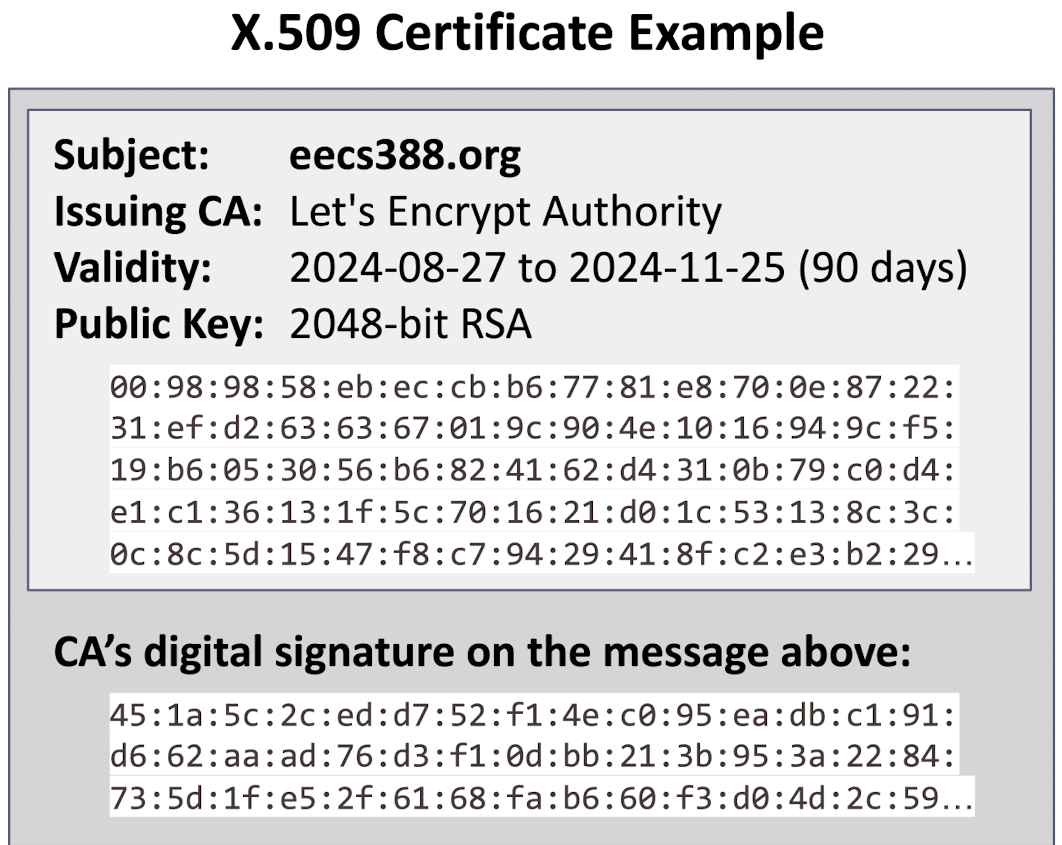 X.509 Certificate Example
Subject: eecs388.org
Issuing CA: Let's Encrypt Authority
Validity: 2024-08-27 to 2024-11-25 (90 days)
Public Key: 2048-bit RSA
00:98:98:58:eb:ec:cb:b6:77:81:e8:70:0e:87:22:
31:ef:d2:63:63:67:01:9c:90:4e:10:16:94:9c:f5:
19:b6:05:30:56:b6:82:41:62:d4:31:0b:79:c0:d4:
e1:c1:36:13:1f:5c:70:16:21:d0:1c:53:13:8c:3c:
0c:8c:5d:15:47:f8:c7:94:29:41:8f:c2:e3:b2:29…
CA’s digital signature on the message above:
45:1a:5c:2c:ed:d7:52:f1:4e:c0:95:ea:db:c1:91:
d6:62:aa:ad:76:d3:f1:0d:bb:21:3b:95:3a:22:84:
73:5d:1f:e5:2f:61:68:fa:b6:60:f3:d0:4d:2c:59…